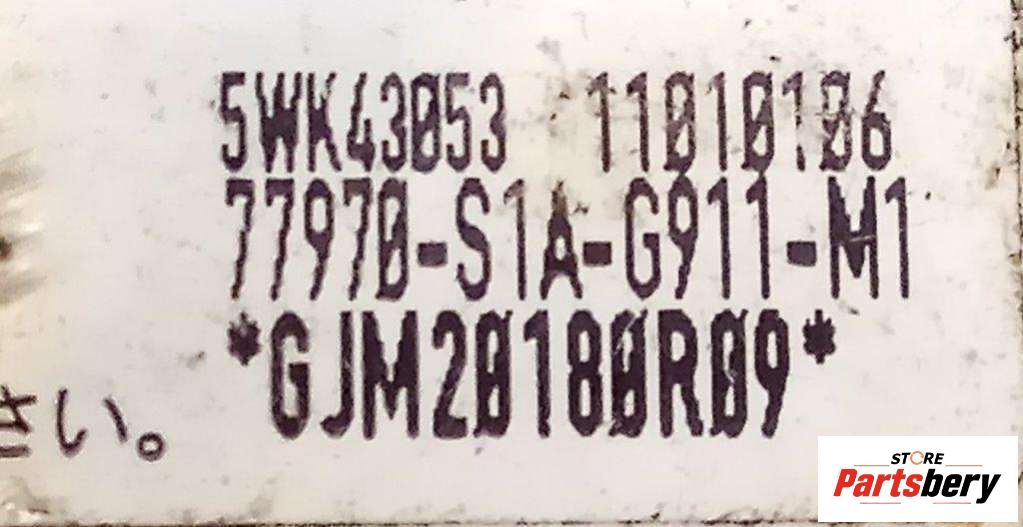 5WK43053 11010106
77970-S1A-G911-M1
*GJM20180R09*
さい。
STORE
Partsbery